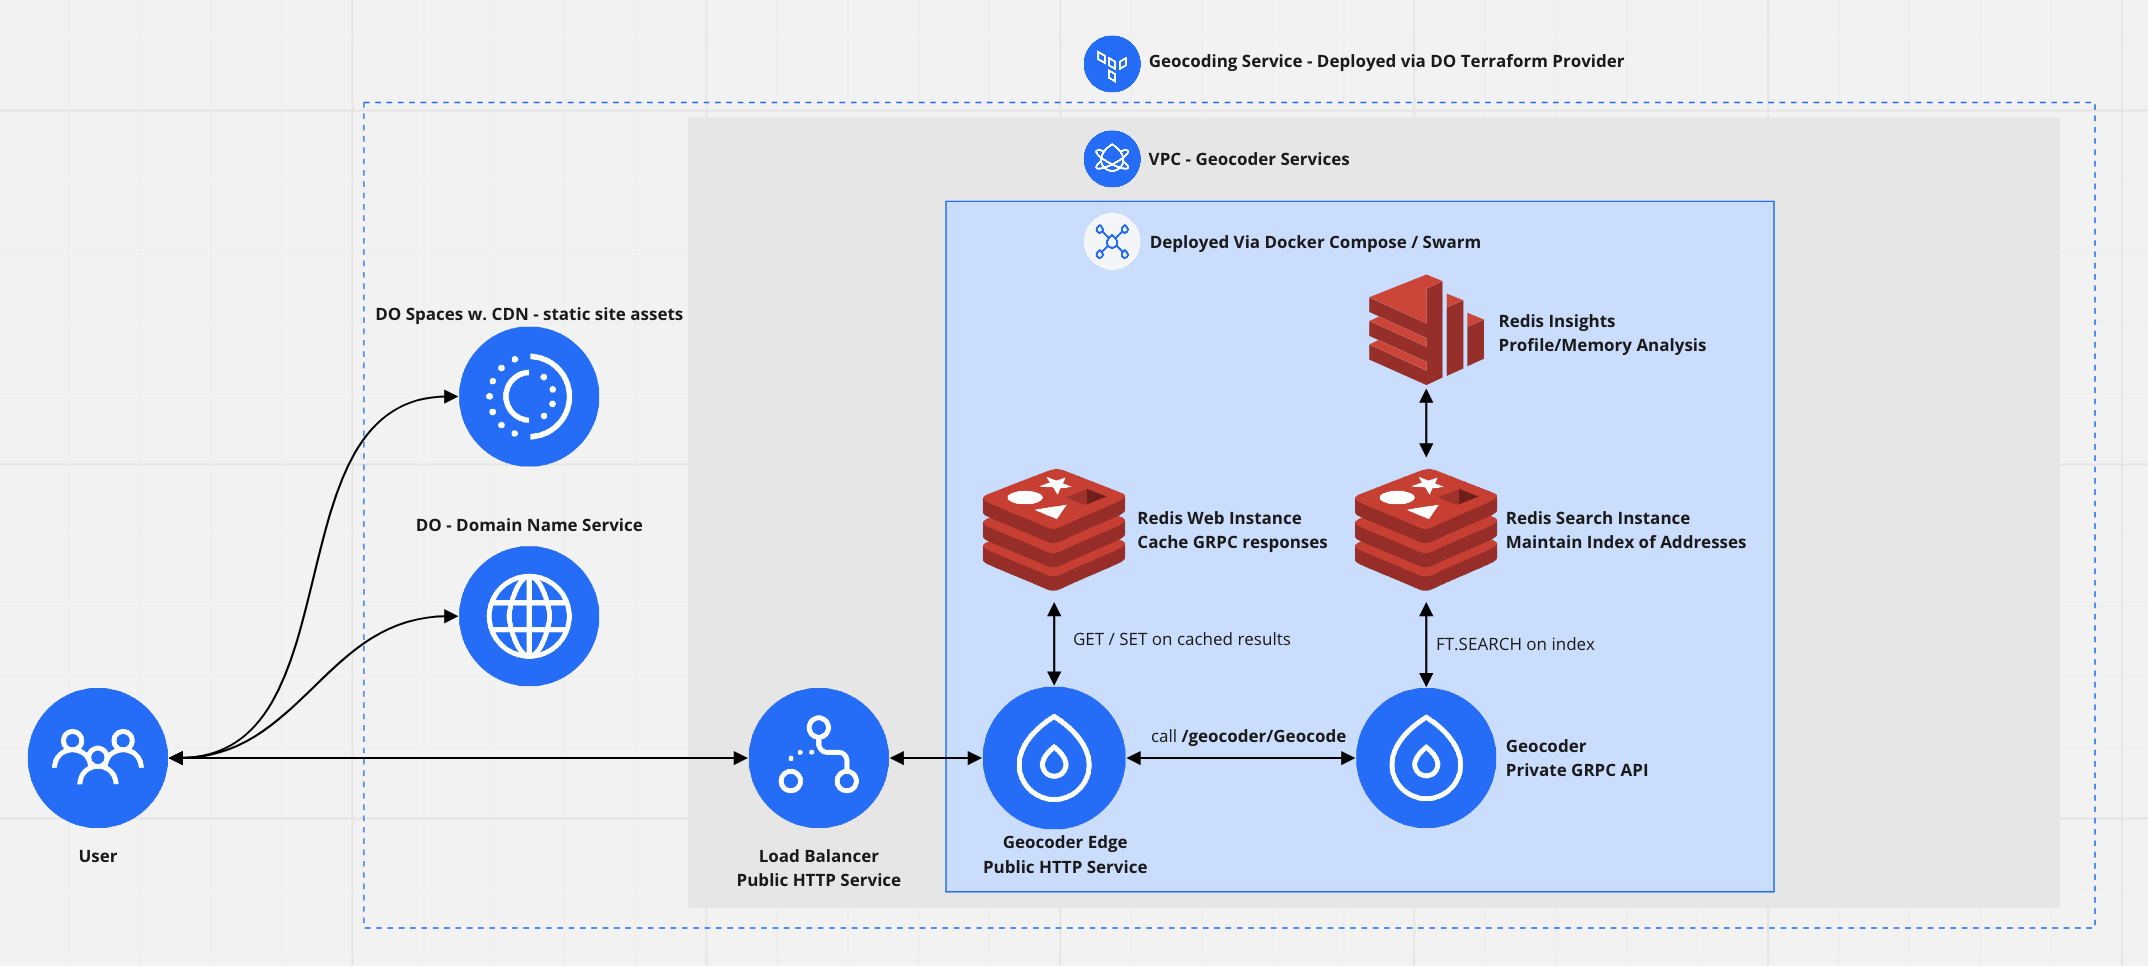 Geocoding Service - Deployed via DO Terraform Provider
VPC - Geocoder Services
Deployed Via Docker Compose / Swarm
DO Spaces w. CDN - static site assets
Redis Insights
Profile/Memory Analysis
DO - Domain Name Service
Redis Web Instance
Cache GRPC responses
Redis Search Instance
Maintain Index of Addresses
GET / SET on cached results
FT.SEARCH on index
call /geocoder/Geocode
Geocoder
Private GRPC API
User
Load Balancer
Public HTTP Service
Geocoder Edge
Public HTTP Service